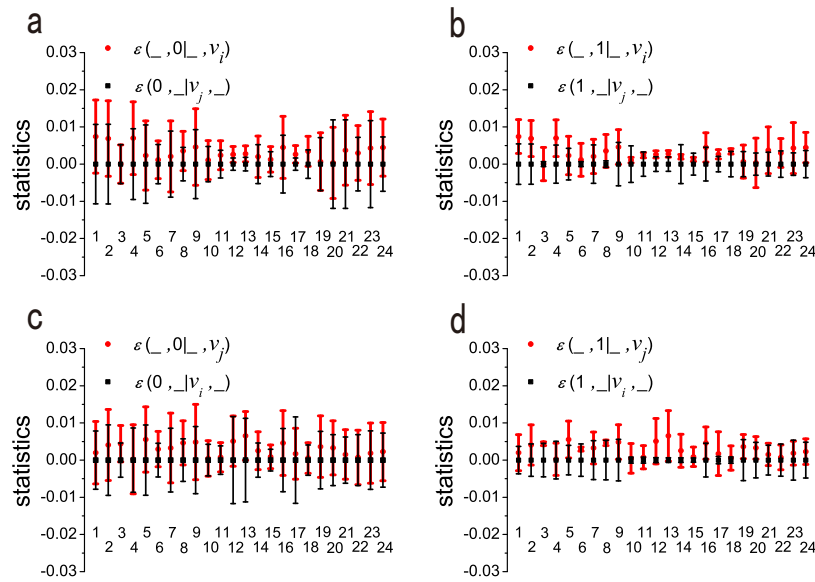 a
0.03
0.02
0.01
0.00
-0.01
-0.02
-0.03
statistics
ε(_ ,0|_ ,v_i)
ε(0 ,_|v_j ,_)
1 3 5 7 9 11 13 15 17 19 21 23
2 4 6 8 10 12 14 16 18 20 22 24
b
0.03
0.02
0.01
0.00
-0.01
-0.02
-0.03
statistics
ε(_ ,1|_ ,v_i)
ε(1 ,_|v_j ,_)
1 3 5 7 9 11 13 15 17 19 21 23
2 4 6 8 10 12 14 16 18 20 22 24
c
0.03
0.02
0.01
0.00
-0.01
-0.02
-0.03
statistics
ε(_ ,0|_ ,v_j)
ε(0 ,_|v_i ,_)
1 3 5 7 9 11 13 15 17 19 21 23
2 4 6 8 10 12 14 16 18 20 22 24
d
0.03
0.02
0.01
0.00
-0.01
-0.02
-0.03
statistics
ε(_ ,1|_ ,v_j)
ε(1 ,_|v_i ,_)
1 3 5 7 9 11 13 15 17 19 21 23
2 4 6 8 10 12 14 16 18 20 22 24